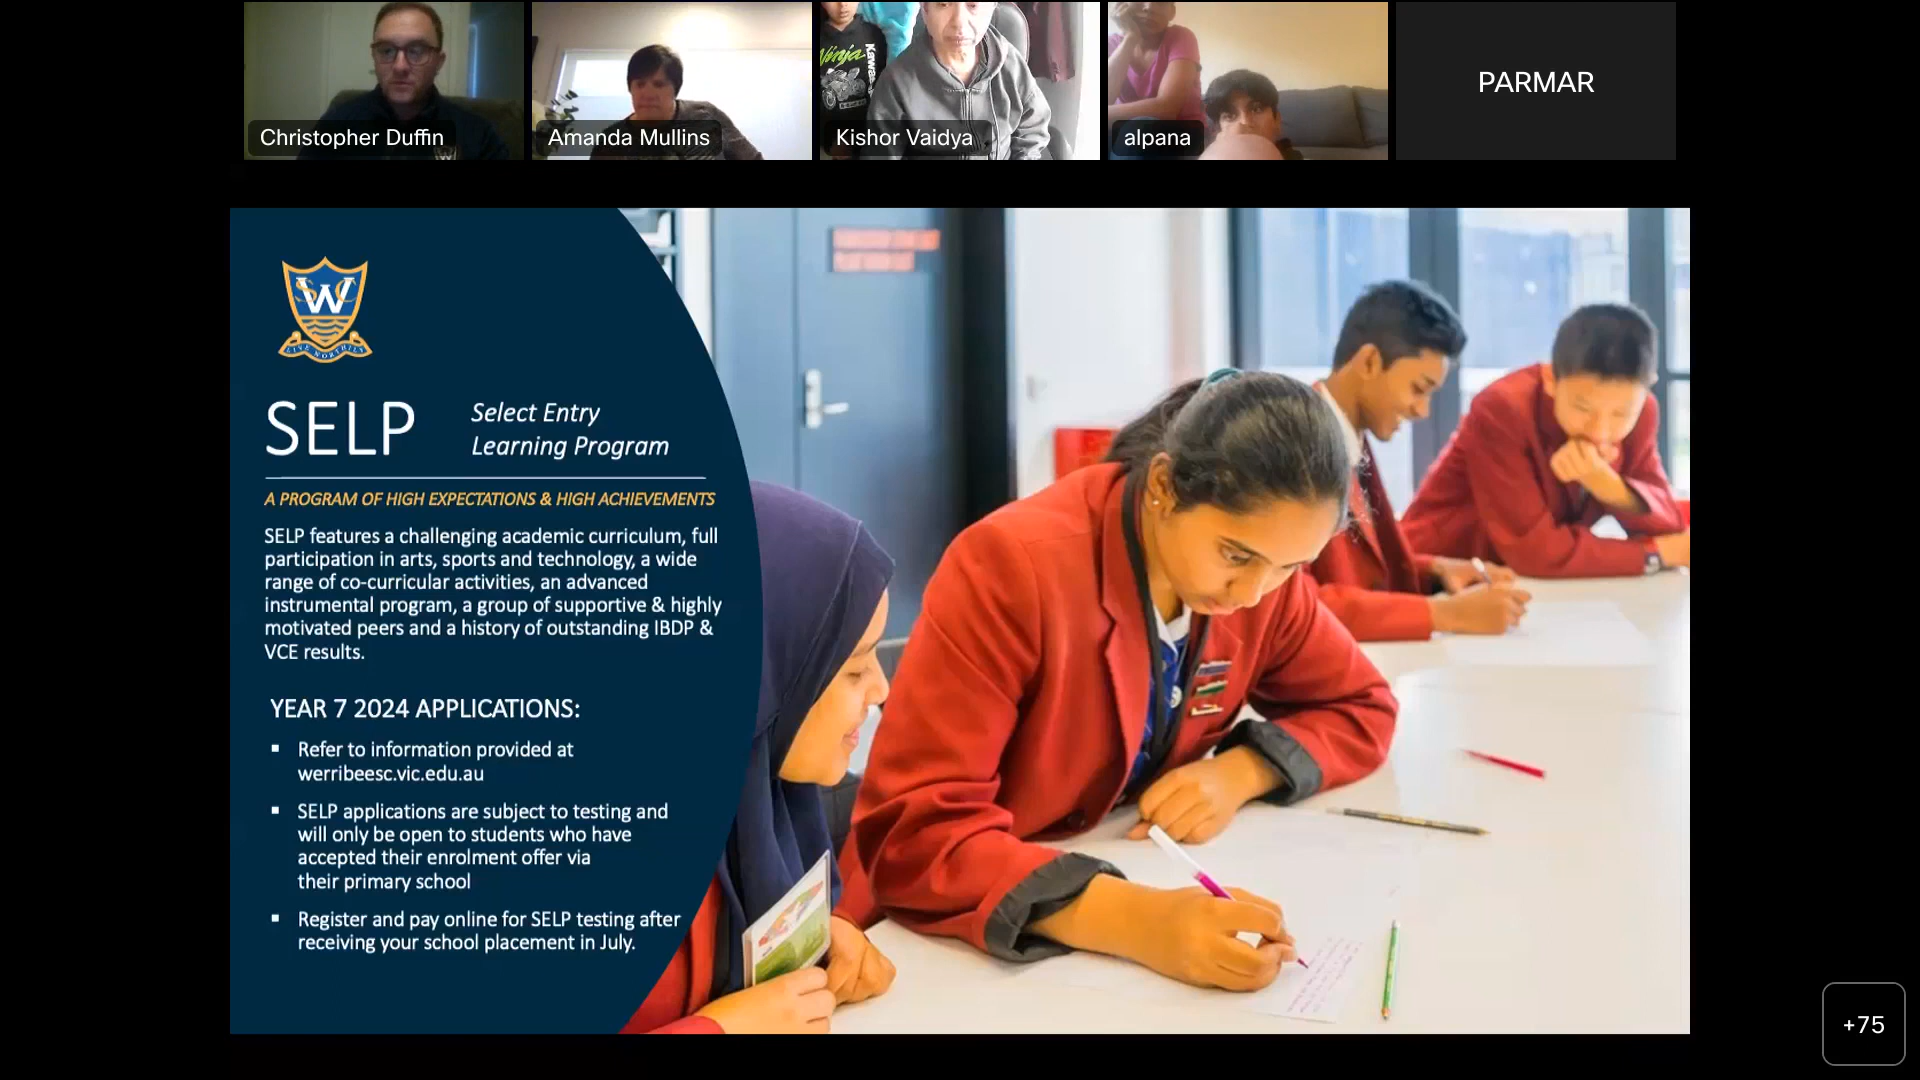 Christopher Duffin
Amanda Mullins
Kishor Vaidya
alpana
PARMAR
Ninja
W
LIVE WORTHILY
SELP
Select Entry
Learning Program
A PROGRAM OF HIGH EXPECTATIONS & HIGH ACHIEVEMENTS
SELP features a challenging academic curriculum, full
participation in arts, sports and technology, a wide
range of co-curricular activities, an advanced
instrumental program, a group of supportive & highly
motivated peers and a history of outstanding IBDP &
VCE results.
YEAR 7 2024 APPLICATIONS:
▪ Refer to information provided at
werribeesc.vic.edu.au
▪ SELP applications are subject to testing and
will only be open to students who have
accepted their enrolment offer via
their primary school
▪ Register and pay online for SELP testing after
receiving your school placement in July.
+75